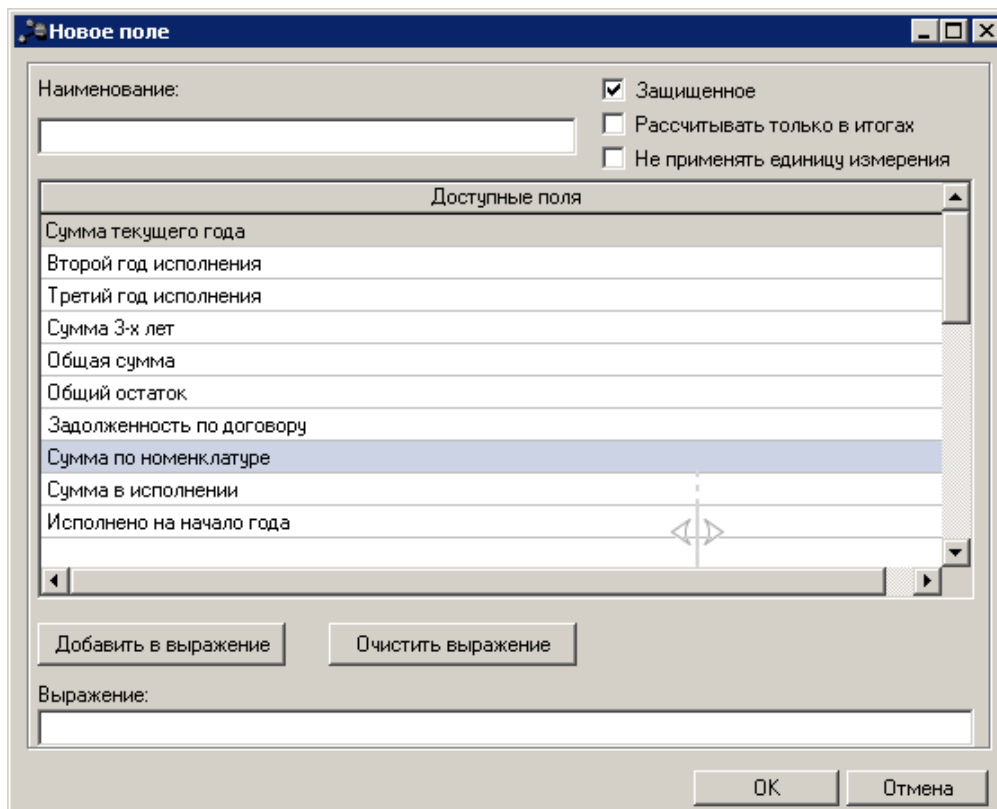 Новое поле
Наименование:
Защищенное
Рассчитывать только в итогах
Не применять единицу измерения
Доступные поля
Сумма текущего года
Второй год исполнения
Третий год исполнения
Сумма 3-х лет
Общая сумма
Общий остаток
Задолженность по договору
Сумма по номенклатуре
Сумма в исполнении
Исполнено на начало года
Добавить в выражение
Очистить выражение
Выражение:
OK
Отмена